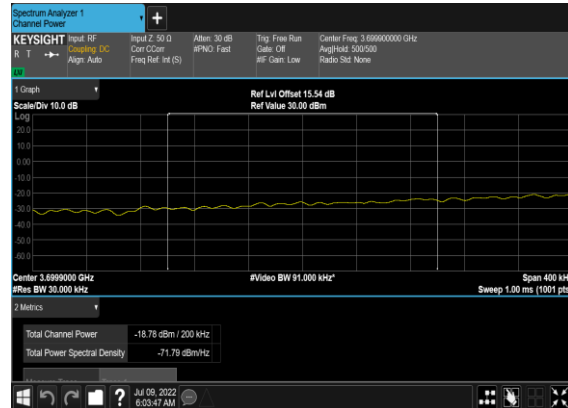 Spectrum Analyzer 1
Channel Power
+
KEYSIGHT Input: RF Input Z: 50 Ω Atten: 30 dB Trig: Free Run Center Freq: 3.699900000 GHz
R T Coupling: DC Corr CCorr #PNO: Fast Gate: Off Avg|Hold: 500/500
Align: Auto Freq Ref: Int (S) #IF Gain: Low Radio Std: None
LXI
1 Graph
Ref Lvl Offset 15.54 dB
Scale/Div 10.0 dB Ref Value 30.00 dBm
Log
20.0
10.0
0.00
-10.0
-20.0
-30.0
-40.0
-50.0
-60.0
Center 3.6999000 GHz #Video BW 91.000 kHz* Span 400 kH
#Res BW 30.000 kHz Sweep 1.00 ms (1001 pts
2 Metrics
Total Channel Power -18.78 dBm / 200 kHz
Total Power Spectral Density -71.79 dBm/Hz
?
Jul 09, 2022
6:03:47 AM